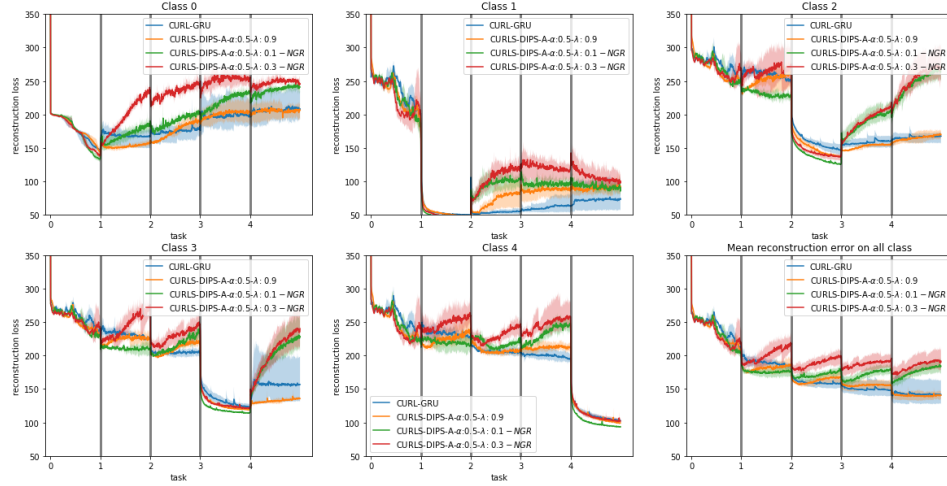 Class 0
350
300
250
200
150
100
50
reconstruction loss
CURL-GRU
CURLS-DIPS-A-α:0.5-λ: 0.9
CURLS-DIPS-A-α:0.5-λ: 0.1 − NGR
CURLS-DIPS-A-α:0.5-λ: 0.3 − NGR
0 1 2 3 4
task
Class 1
350
300
250
200
150
100
50
reconstruction loss
CURL-GRU
CURLS-DIPS-A-α:0.5-λ: 0.9
CURLS-DIPS-A-α:0.5-λ: 0.1 − NGR
CURLS-DIPS-A-α:0.5-λ: 0.3 − NGR
0 1 2 3 4
task
Class 2
350
300
250
200
150
100
50
reconstruction loss
CURL-GRU
CURLS-DIPS-A-α:0.5-λ: 0.9
CURLS-DIPS-A-α:0.5-λ: 0.1 − NGR
CURLS-DIPS-A-α:0.5-λ: 0.3 − NGR
0 1 2 3 4
task
Class 3
350
300
250
200
150
100
50
reconstruction loss
CURL-GRU
CURLS-DIPS-A-α:0.5-λ: 0.9
CURLS-DIPS-A-α:0.5-λ: 0.1 − NGR
CURLS-DIPS-A-α:0.5-λ: 0.3 − NGR
0 1 2 3 4
task
Class 4
350
300
250
200
150
100
50
reconstruction loss
CURL-GRU
CURLS-DIPS-A-α:0.5-λ: 0.9
CURLS-DIPS-A-α:0.5-λ: 0.1 − NGR
CURLS-DIPS-A-α:0.5-λ: 0.3 − NGR
0 1 2 3 4
task
Mean reconstruction error on all class
350
300
250
200
150
100
50
reconstruction loss
CURL-GRU
CURLS-DIPS-A-α:0.5-λ: 0.9
CURLS-DIPS-A-α:0.5-λ: 0.1 − NGR
CURLS-DIPS-A-α:0.5-λ: 0.3 − NGR
0 1 2 3 4
task